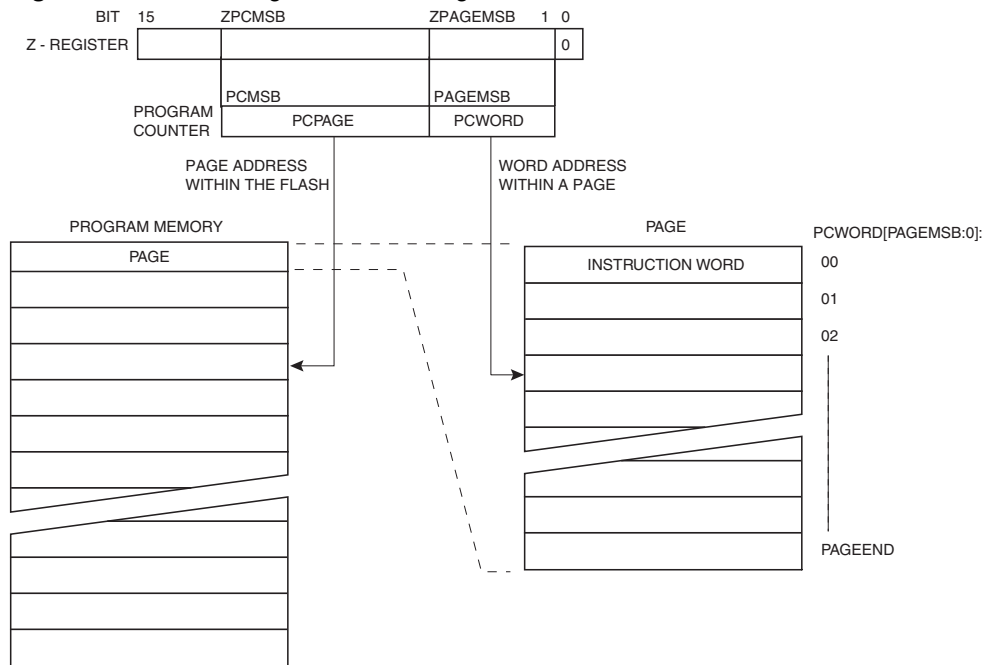 BIT 15 ZPCMSB ZPAGEMSB 1 0
Z - REGISTER 0
PCMSB PAGEMSB
PROGRAM
COUNTER
PCPAGE PCWORD
PAGE ADDRESS
WITHIN THE FLASH
WORD ADDRESS
WITHIN A PAGE
PROGRAM MEMORY
PAGE
PAGE
PCWORD[PAGEMSB:0]:
INSTRUCTION WORD
00
01
02
PAGEEND